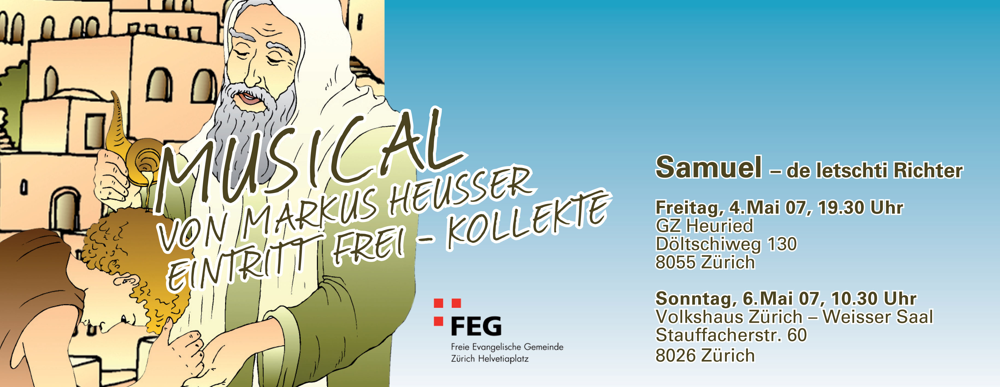 MUSICAL
VON MARKUS HEUSSER
EINTRITT FREI – KOLLEKTE
FEG
Freie Evangelische Gemeinde
Zürich Helvetiaplatz
Samuel – de letschti Richter
Freitag, 4.Mai 07, 19.30 Uhr
GZ Heuried
Döltschiweg 130
8055 Zürich
Sonntag, 6.Mai 07, 10.30 Uhr
Volkshaus Zürich – Weisser Saal
Stauffacherstr. 60
8026 Zürich